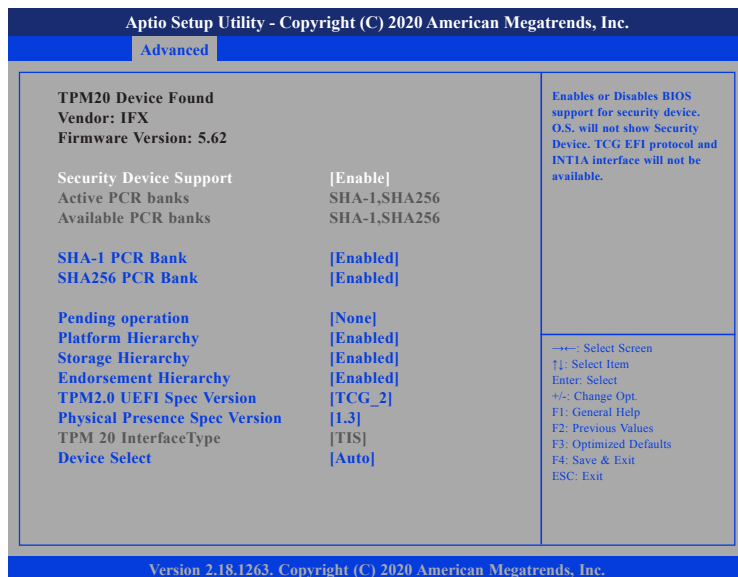 Aptio Setup Utility - Copyright (C) 2020 American Megatrends, Inc.
Advanced
TPM20 Device Found
Vendor: IFX
Firmware Version: 5.62
Security Device Support [Enable]
Active PCR banks SHA-1,SHA256
Available PCR banks SHA-1,SHA256
SHA-1 PCR Bank [Enabled]
SHA256 PCR Bank [Enabled]
Pending operation [None]
Platform Hierarchy [Enabled]
Storage Hierarchy [Enabled]
Endorsement Hierarchy [Enabled]
TPM2.0 UEFI Spec Version [TCG_2]
Physical Presence Spec Version [1.3]
TPM 20 InterfaceType [TIS]
Device Select [Auto]
Enables or Disables BIOS
support for security device.
O.S. will not show Security
Device. TCG EFI protocol and
INT1A interface will not be
available.
→←: Select Screen
↑↓: Select Item
Enter: Select
+/-: Change Opt.
F1: General Help
F2: Previous Values
F3: Optimized Defaults
F4: Save & Exit
ESC: Exit
Version 2.18.1263. Copyright (C) 2020 American Megatrends, Inc.